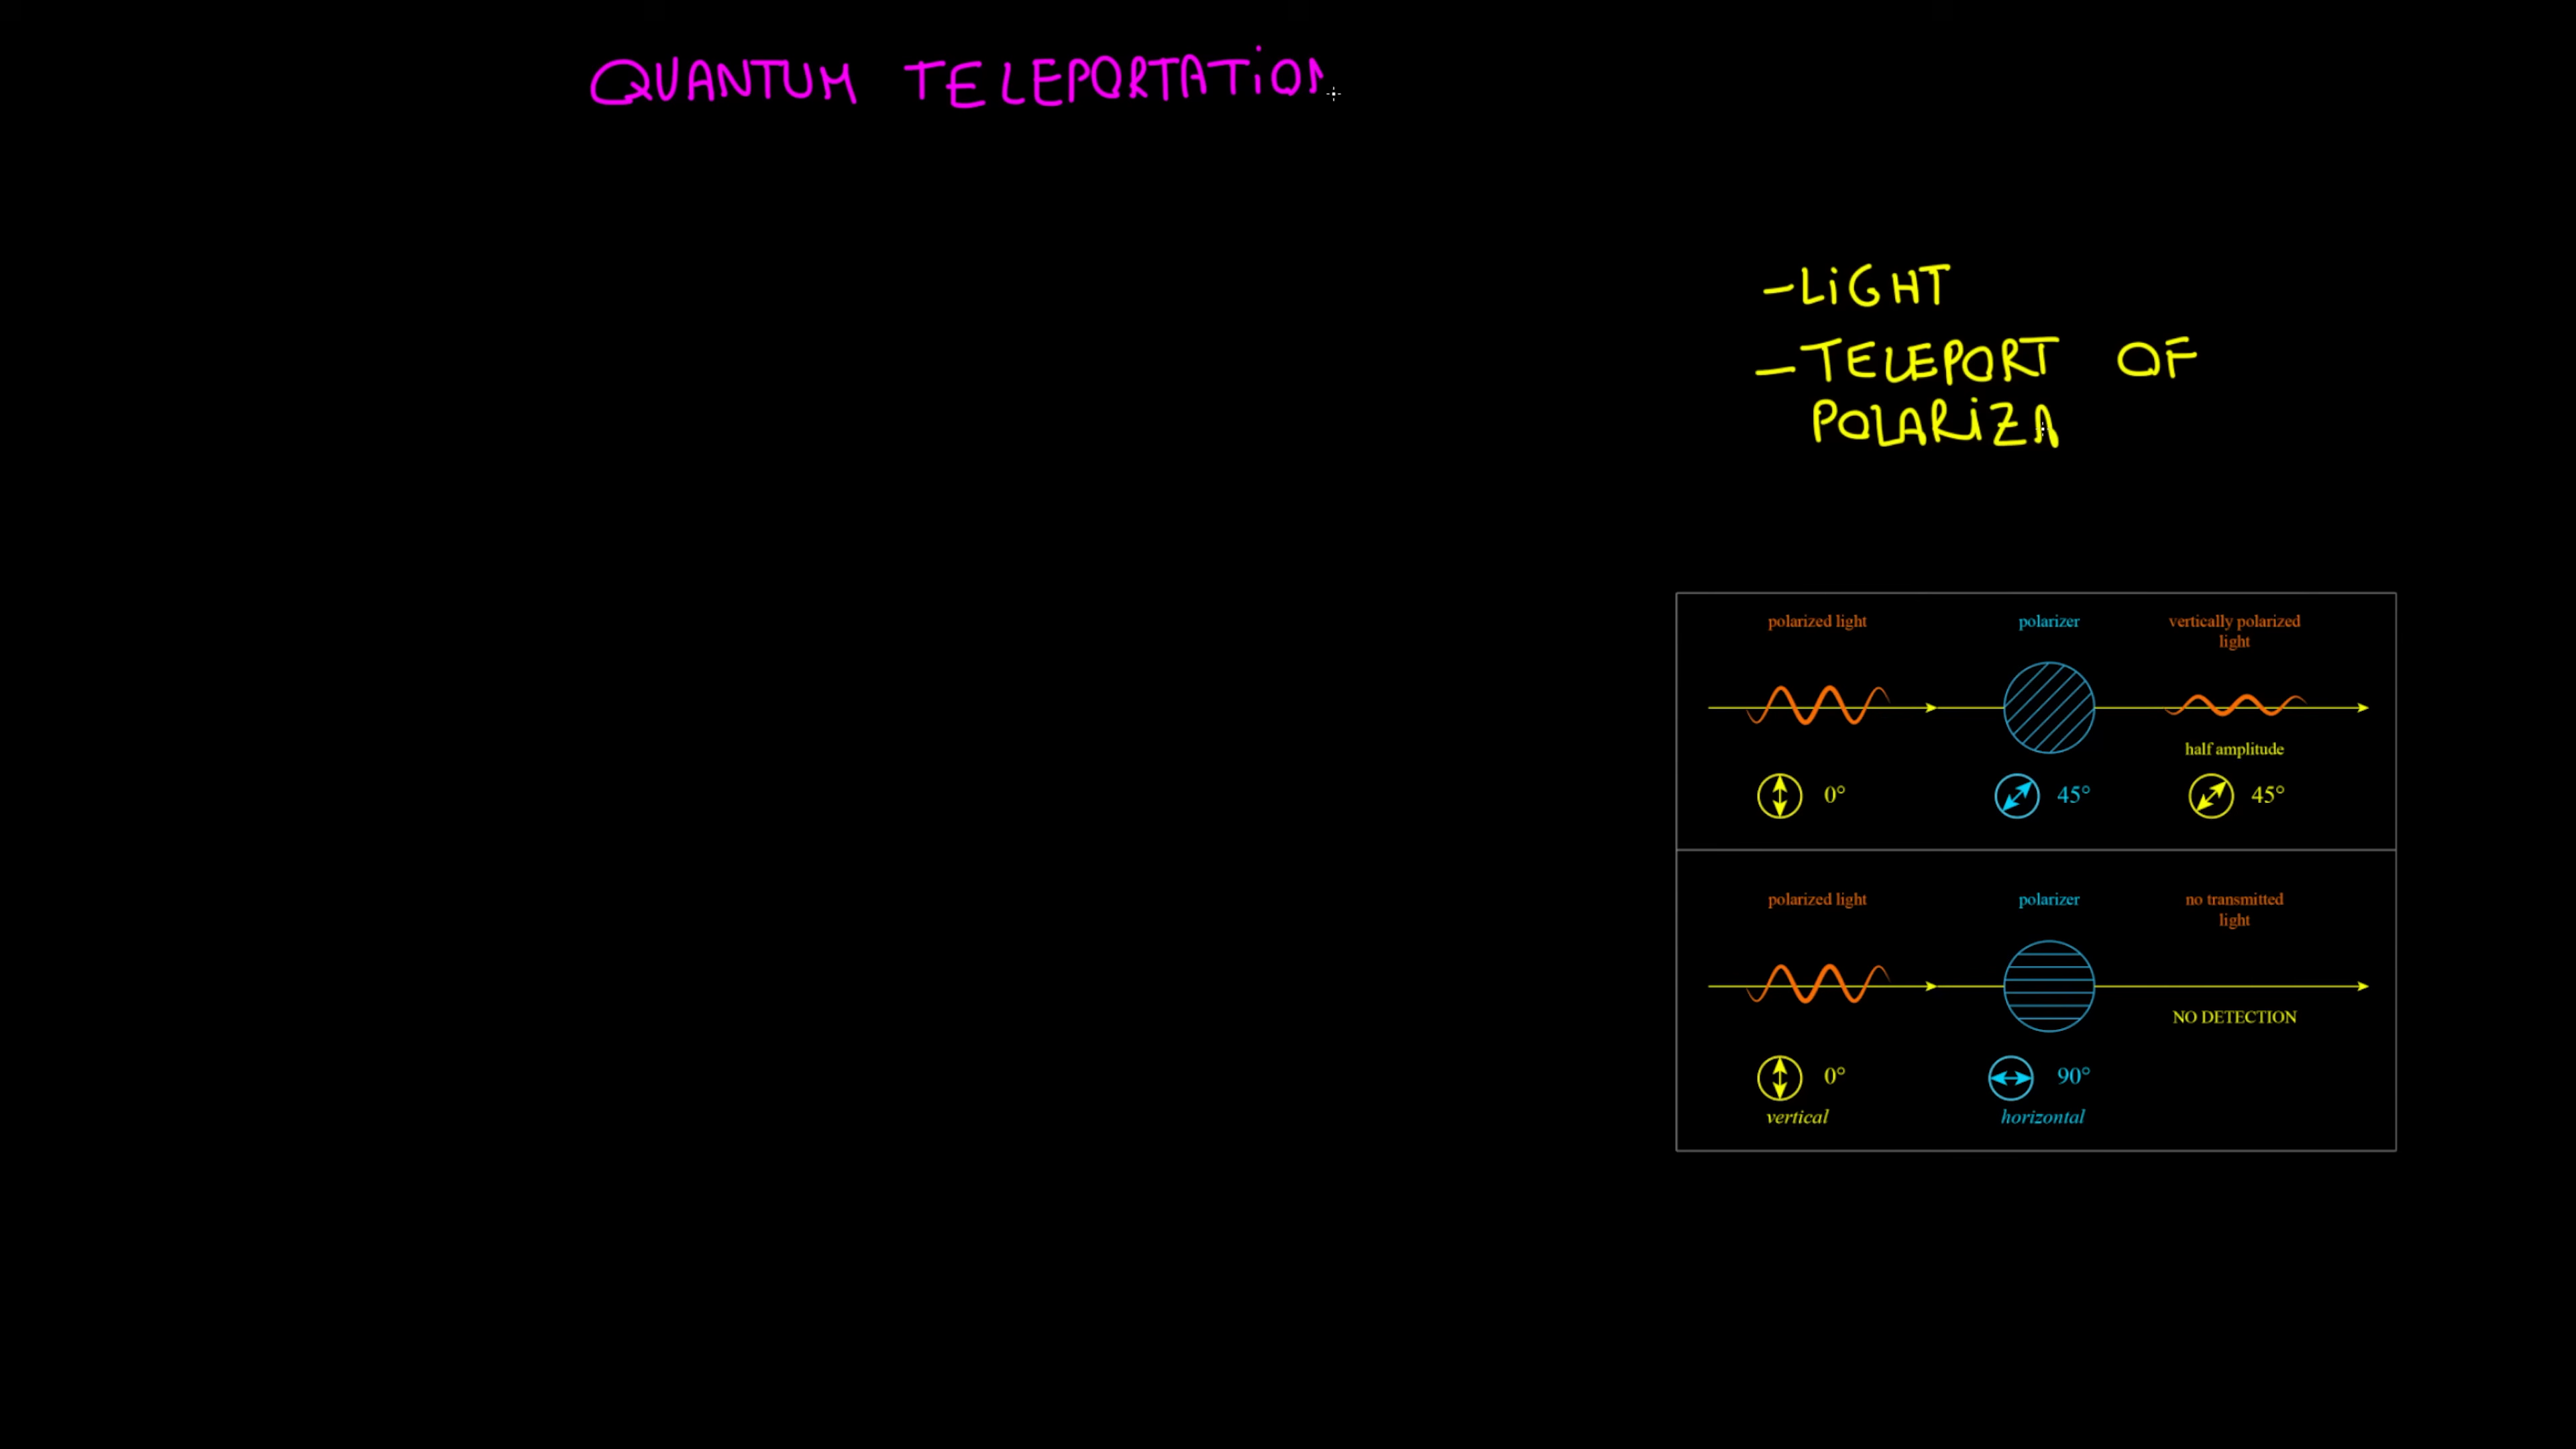 QUANTUM TELEPORTATION
-LiGHT
-TELEPORT OF
POLARiZA
polarized light
polarizer
vertically polarized
light
half amplitude
0°
45°
45°
polarized light
polarizer
no transmitted
light
NO DETECTION
0°
90°
vertical
horizontal